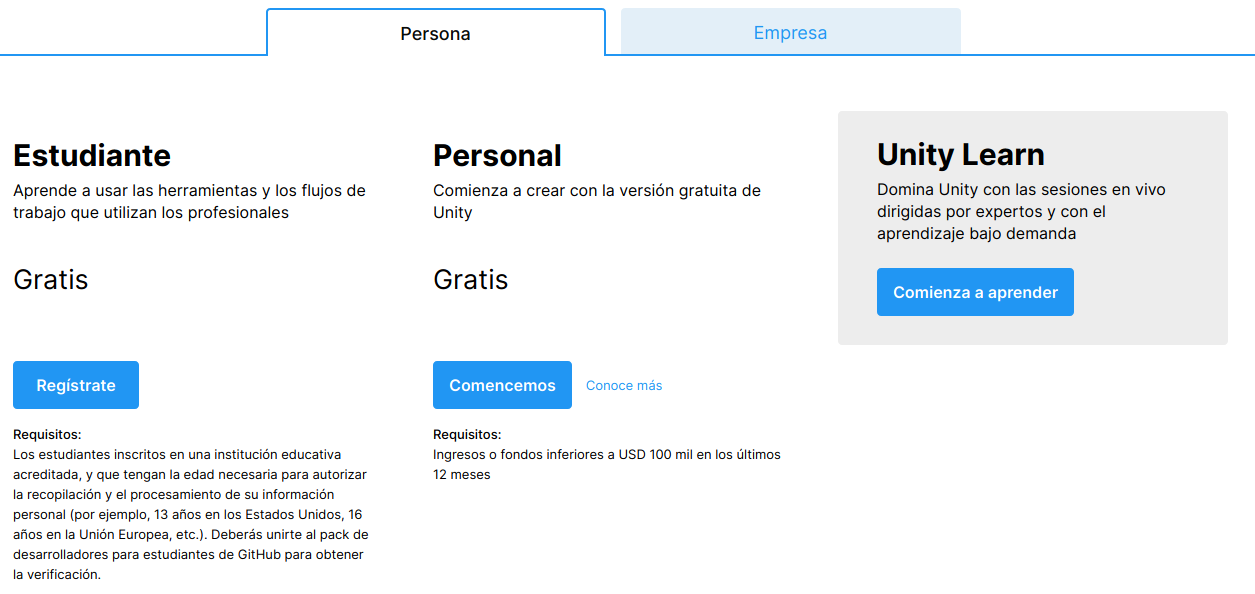 Persona
Empresa
Estudiante
Aprende a usar las herramientas y los flujos de
trabajo que utilizan los profesionales
Gratis
Regístrate
Requisitos:
Los estudiantes inscritos en una institución educativa
acreditada, y que tengan la edad necesaria para autorizar
la recopilación y el procesamiento de su información
personal (por ejemplo, 13 años en los Estados Unidos, 16
años en la Unión Europea, etc.). Deberás unirte al pack de
desarrolladores para estudiantes de GitHub para obtener
la verificación.
Personal
Comienza a crear con la versión gratuita de
Unity
Gratis
Comencemos
Conoce más
Requisitos:
Ingresos o fondos inferiores a USD 100 mil en los últimos
12 meses
Unity Learn
Domina Unity con las sesiones en vivo
dirigidas por expertos y con el
aprendizaje bajo demanda
Comienza a aprender